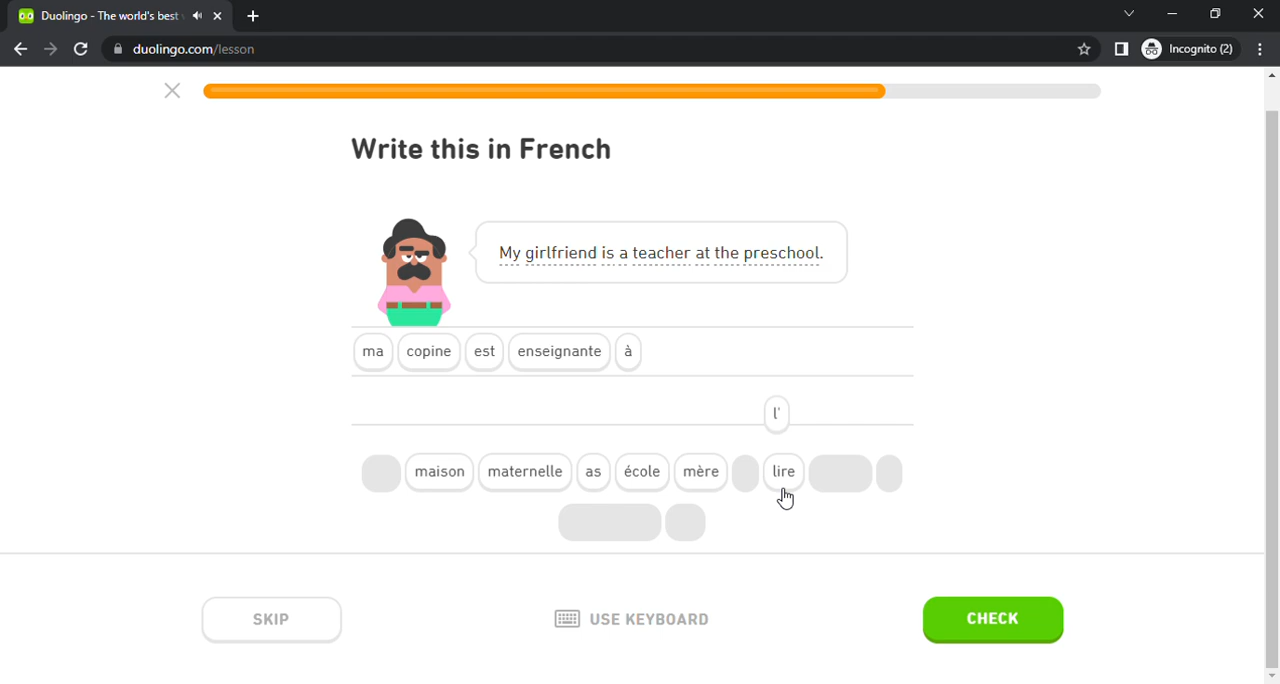 Duolingo - The world's best
duolingo.com/lesson
Incognito (2)
Write this in French
My girlfriend is a teacher at the preschool.
ma copine est enseignante à
l'
maison maternelle as école mère lire
SKIP USE KEYBOARD CHECK